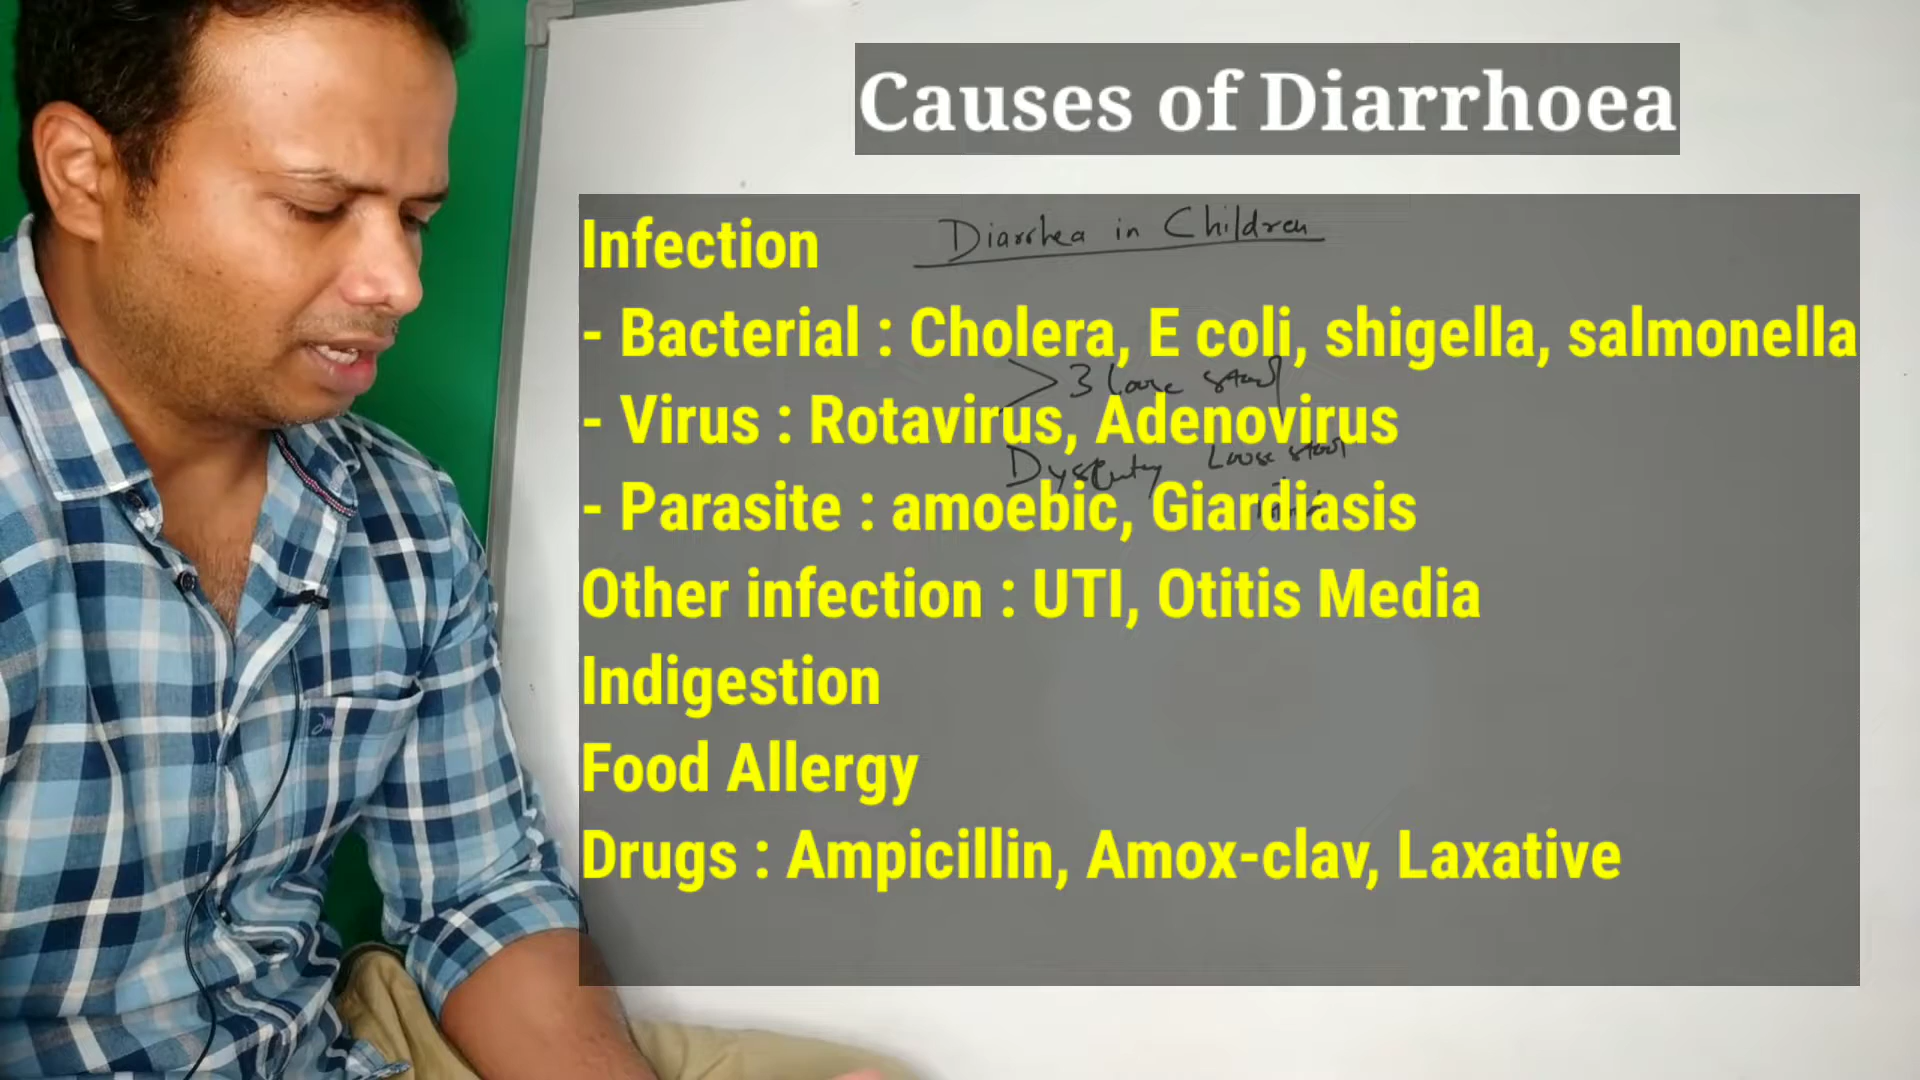 Causes of Diarrhoea
Infection
Diarrhea in Children
- Bacterial : Cholera, E coli, shigella, salmonella
>3 loose stool
- Virus : Rotavirus, Adenovirus
Dysentry Loose stool
- Parasite : amoebic, Giardiasis
Other infection : UTI, Otitis Media
Indigestion
Food Allergy
Drugs : Ampicillin, Amox-clav, Laxative